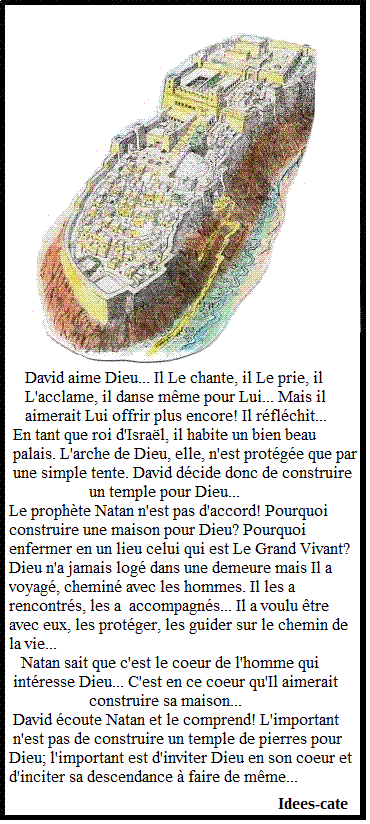 David aime Dieu... Il Le chante, il Le prie, il
L'acclame, il danse même pour Lui... Mais il
aimerait Lui offrir plus encore! Il réfléchit...
En tant que roi d'Israël, il habite un bien beau
palais. L'arche de Dieu, elle, n'est protégée que par
une simple tente. David décide donc de construire
un temple pour Dieu...
Le prophète Natan n'est pas d'accord! Pourquoi
construire une maison pour Dieu? Pourquoi
enfermer en un lieu celui qui est Le Grand Vivant?
Dieu n'a jamais logé dans une demeure mais Il a
voyagé, cheminé avec les hommes. Il les a
rencontrés, les a accompagnés... Il a voulu être
avec eux, les protéger, les guider sur le chemin de
la vie...
Natan sait que c'est le coeur de l'homme qui
intéresse Dieu... C'est en ce coeur qu'Il aimerait
construire sa maison...
David écoute Natan et le comprend! L'important
n'est pas de construire un temple de pierres pour
Dieu; l'important est d'inviter Dieu en son coeur et
d'inciter sa descendance à faire de même...
Idees-cate